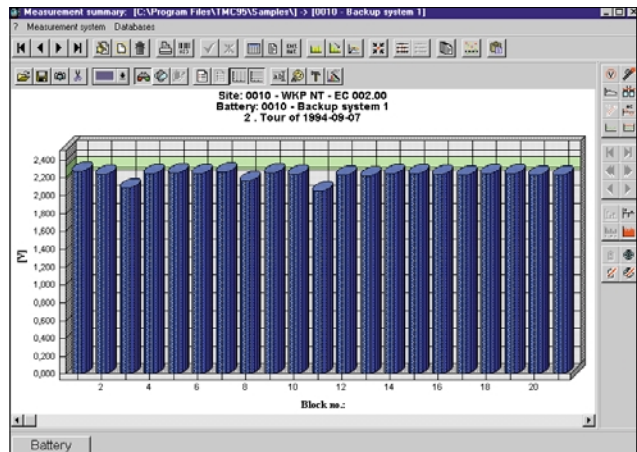 Measurement summary: [C:\Program Files\TMC95\Samples\] -> [0010 - Backup system 1]
? Measurement system Databases
Site: 0010 - WKP NT - EC 002.00
Battery: 0010 - Backup system 1
2 . Tour of 1994-09-07
2,400
2,200
2,000
1,800
1,600
1,400
1,200
1,000
0,800
0,600
0,400
0,200
0,000
[V]
2 4 6 8 10 12 14 16 18 20
Block no.:
Battery